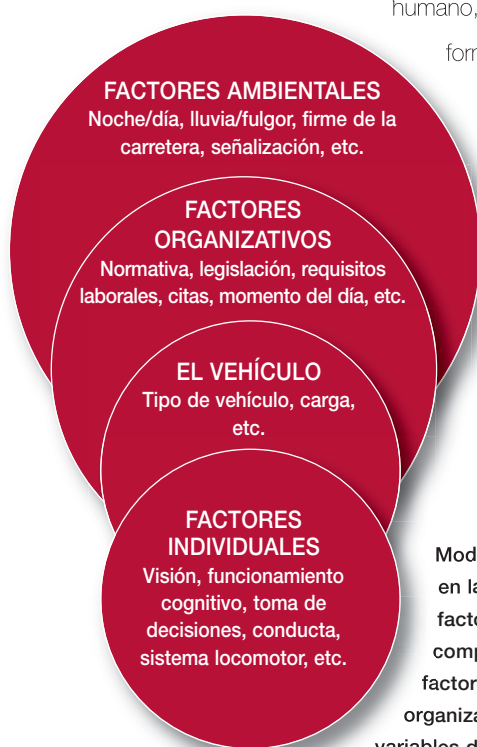 humano,
form
FACTORES AMBIENTALES
Noche/día, lluvia/fulgor, firme de la
carretera, señalización, etc.
FACTORES
ORGANIZATIVOS
Normativa, legislación, requisitos
laborales, citas, momento del día, etc.
EL VEHÍCULO
Tipo de vehículo, carga,
etc.
FACTORES
INDIVIDUALES
Visión, funcionamiento
cognitivo, toma de
decisiones, conducta,
sistema locomotor, etc.
Mod
en la
facto
comp
factor
organiza
variables d